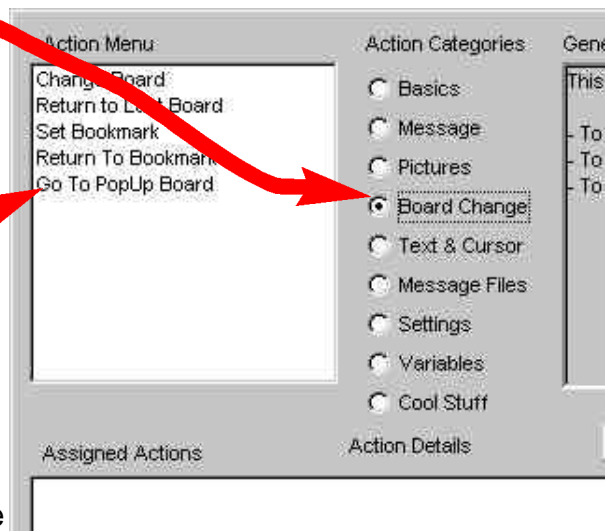 Action Menu
Change Board
Return to Last Board
Set Bookmark
Return To Bookmark
Go To PopUp Board
Action Categories
Basics
Message
Pictures
Board Change
Text & Cursor
Message Files
Settings
Variables
Cool Stuff
Gene
This
- To
- To
- To
Assigned Actions
Action Details
e